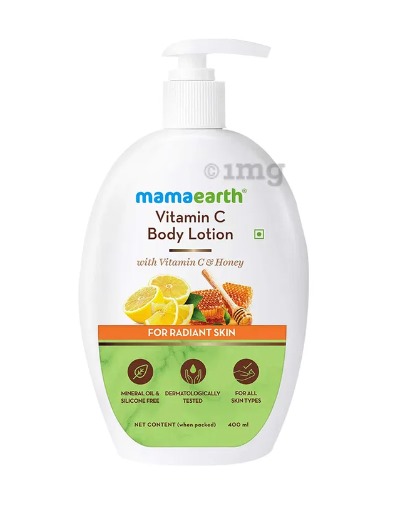 ©1mg
mamaearth®
Vitamin C
Body Lotion
with Vitamin C & Honey
FOR RADIANT SKIN
MINERAL OIL &
SILICONE FREE
DERMATOLOGICALLY
TESTED
FOR ALL
SKIN TYPES
NET CONTENT (when packed) 400 ml